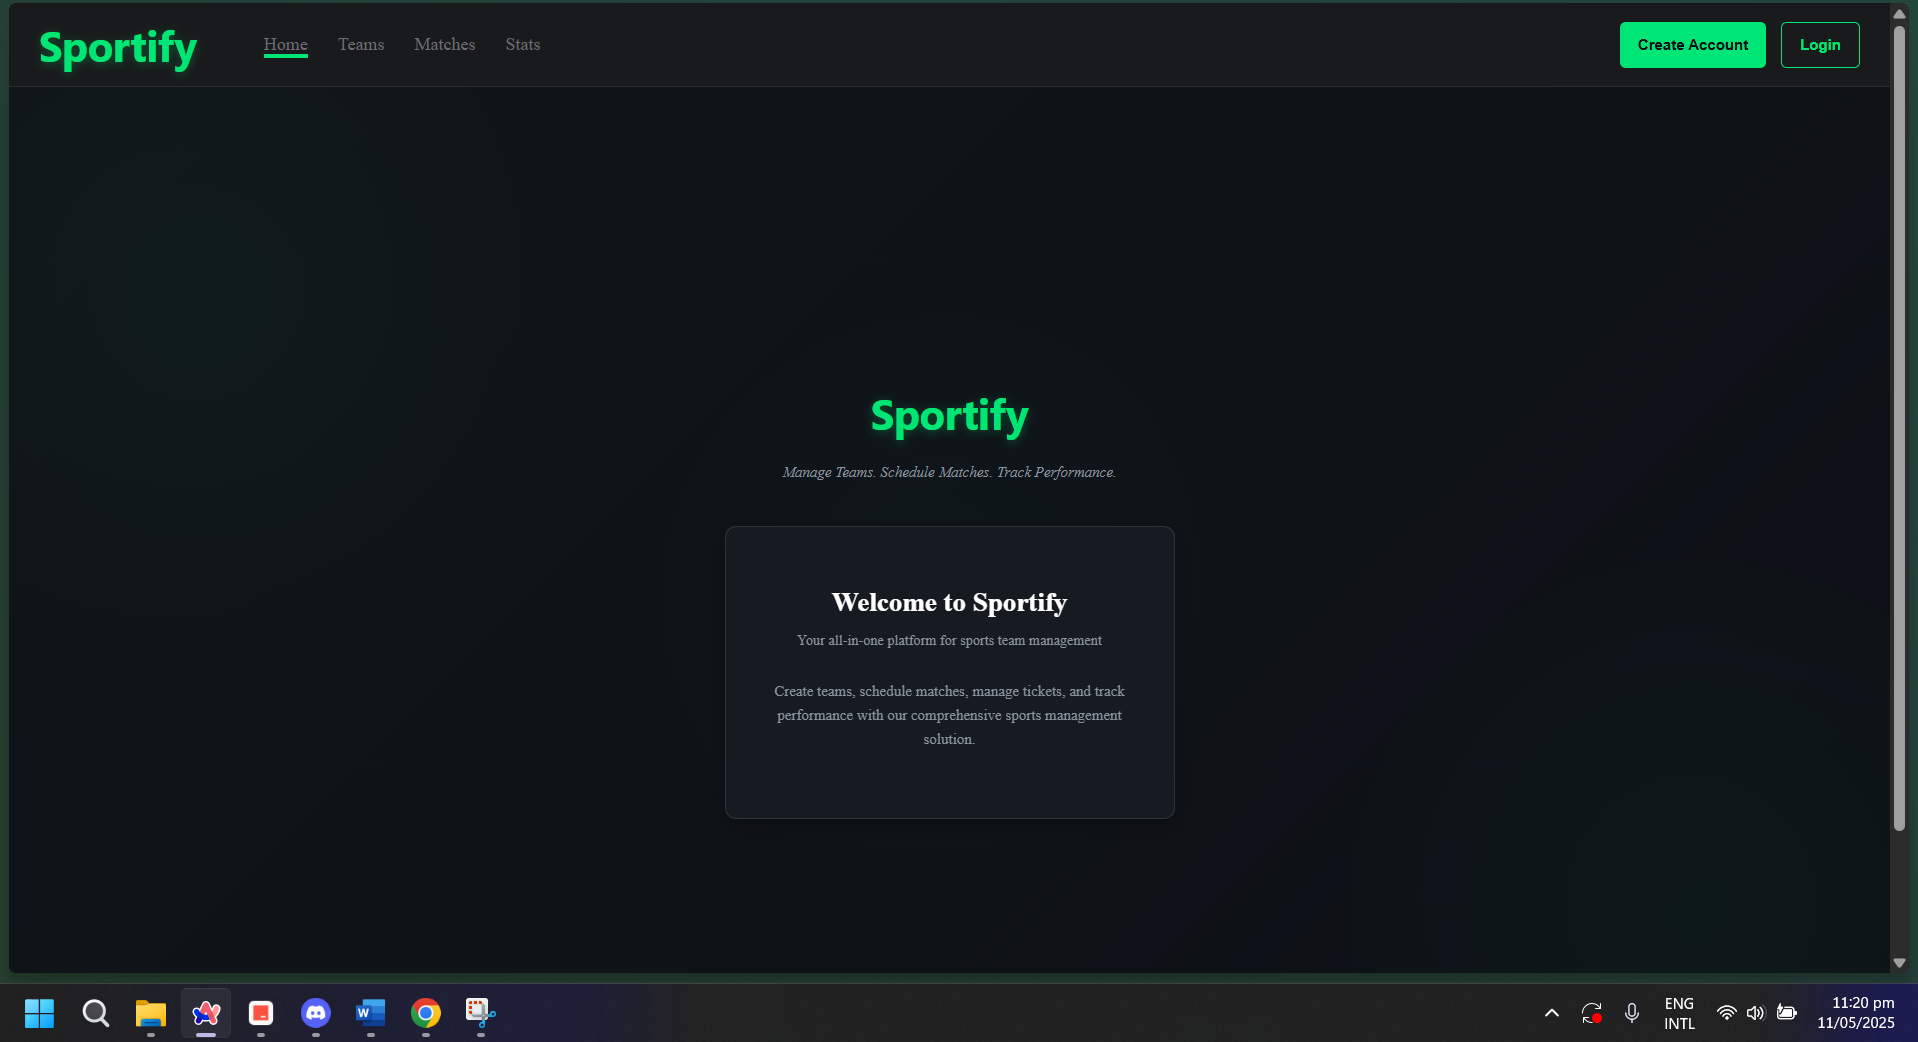 Sportify
Home Teams Matches Stats
Create Account Login
Sportify
Manage Teams. Schedule Matches. Track Performance.
Welcome to Sportify
Your all-in-one platform for sports team management
Create teams, schedule matches, manage tickets, and track
performance with our comprehensive sports management
solution.
W
ENG
INTL
11:20 pm
11/05/2025